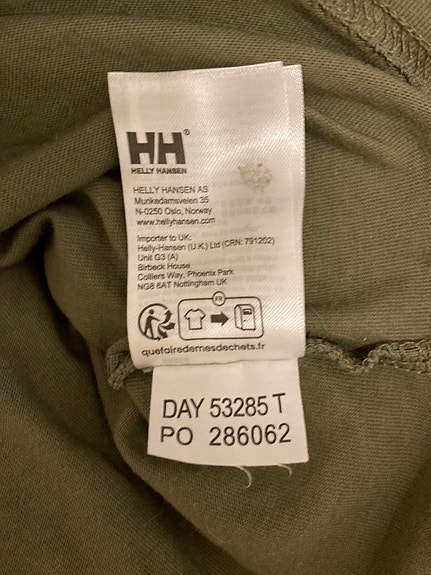 HH®
HELLY HANSEN
HELLY HANSEN AS
Munkedamsveien 35
N-0250 Oslo, Norway
www.hellyhansen.com
Importer to UK:
Helly-Hansen (U.K.) Ltd (CRN: 791202)
Unit G3 (A)
Birbeck House
Colliers Way, Phoenix Park
NG8 6AT Nottingham UK
FR
quefairedemesdechets.fr
DAY 53285 T
PO 286062